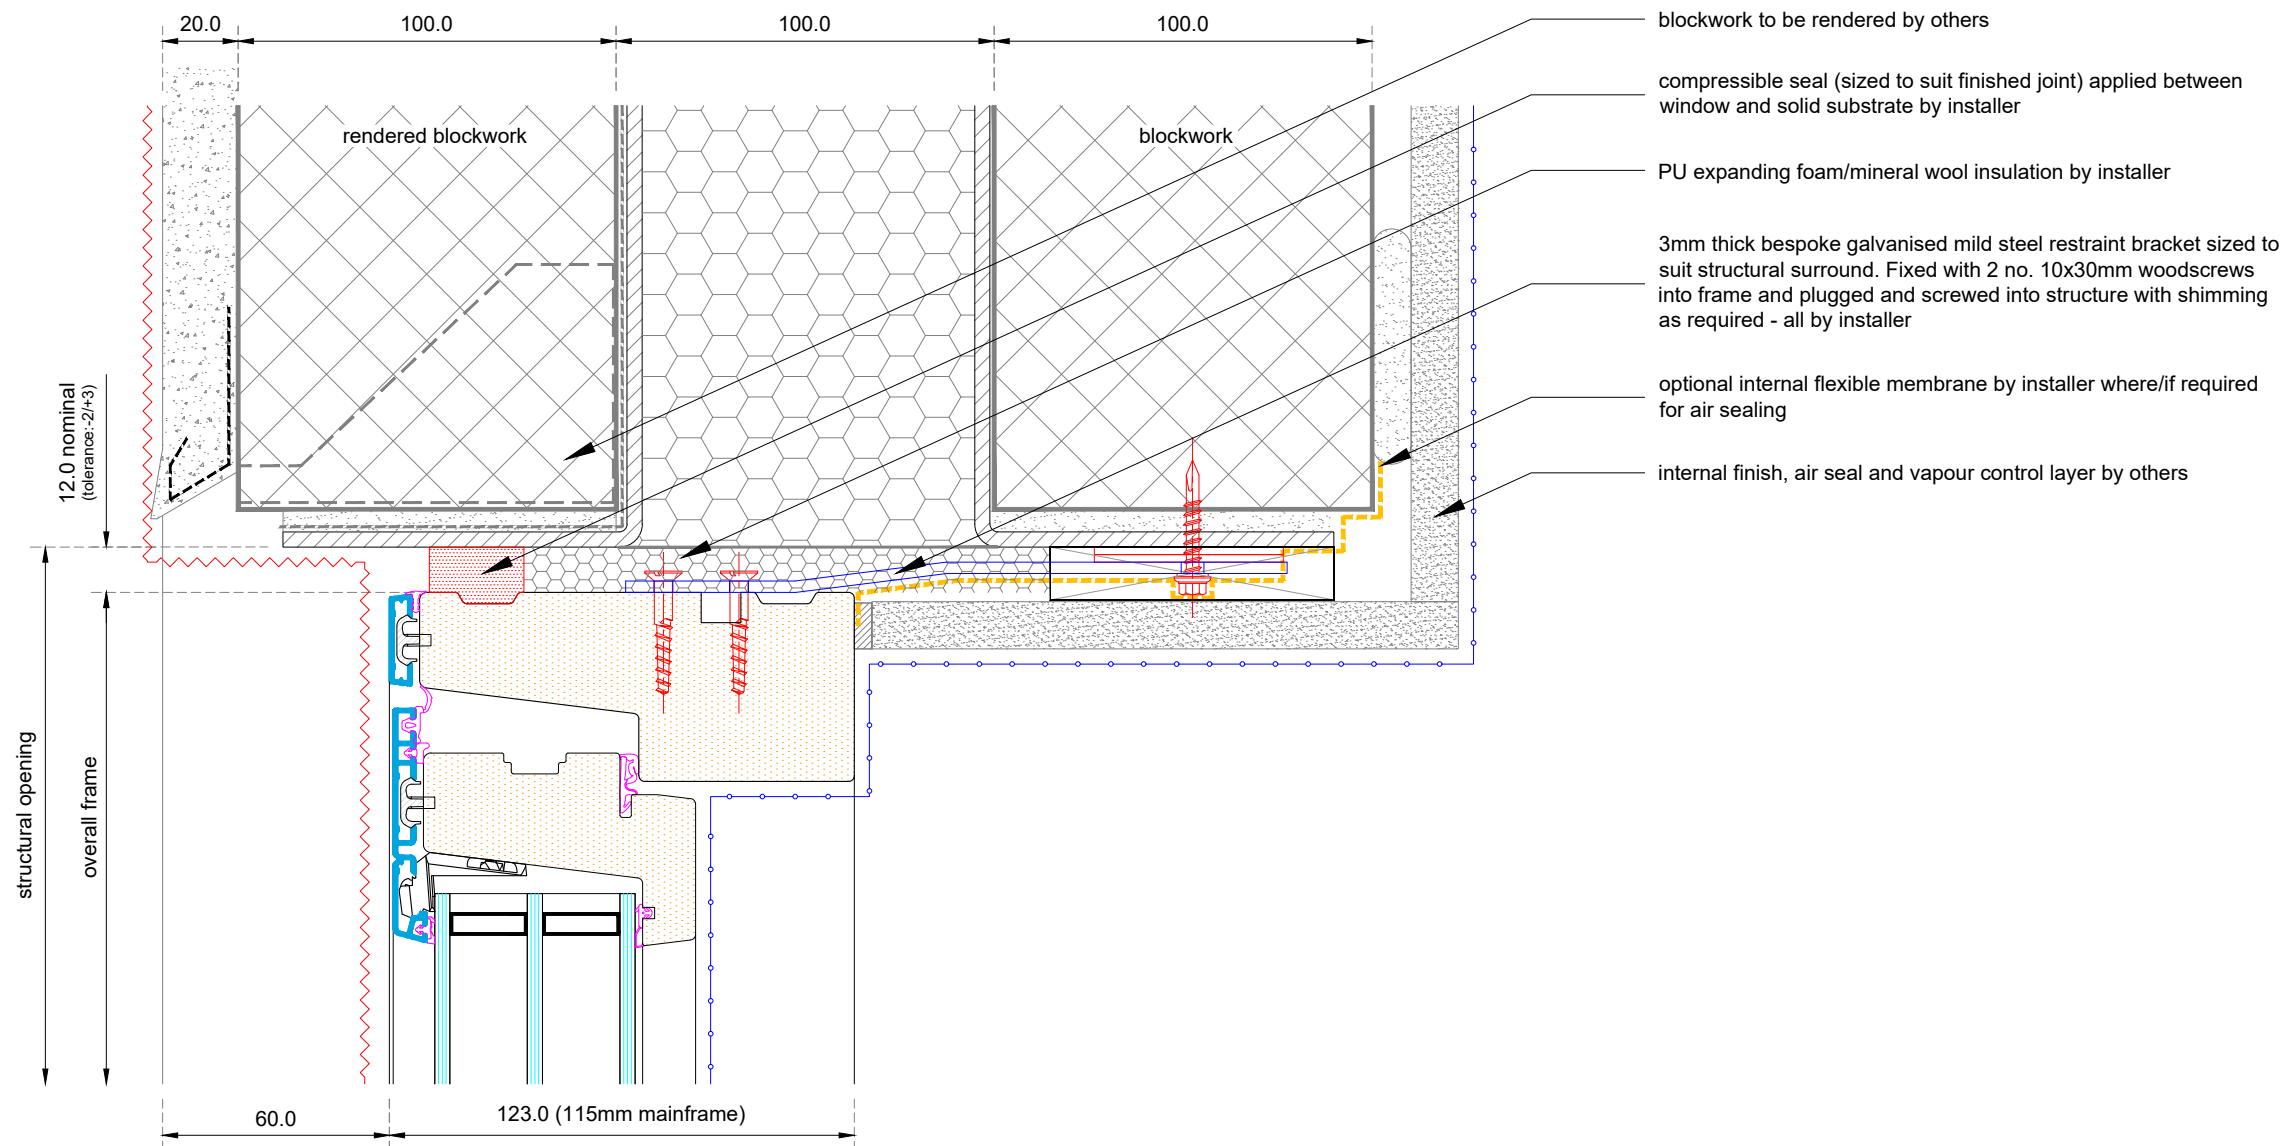 20.0
100.0
100.0
100.0
blockwork to be rendered by others
compressible seal (sized to suit finished joint) applied between
window and solid substrate by installer
rendered blockwork
blockwork
PU expanding foam/mineral wool insulation by installer
3mm thick bespoke galvanised mild steel restraint bracket sized to
suit structural surround. Fixed with 2 no. 10x30mm woodscrews
into frame and plugged and screwed into structure with shimming
as required - all by installer
optional internal flexible membrane by installer where/if required
for air sealing
internal finish, air seal and vapour control layer by others
12.0 nominal
(tolerance:-2/+3)
structural opening
overall frame
60.0
123.0 (115mm mainframe)